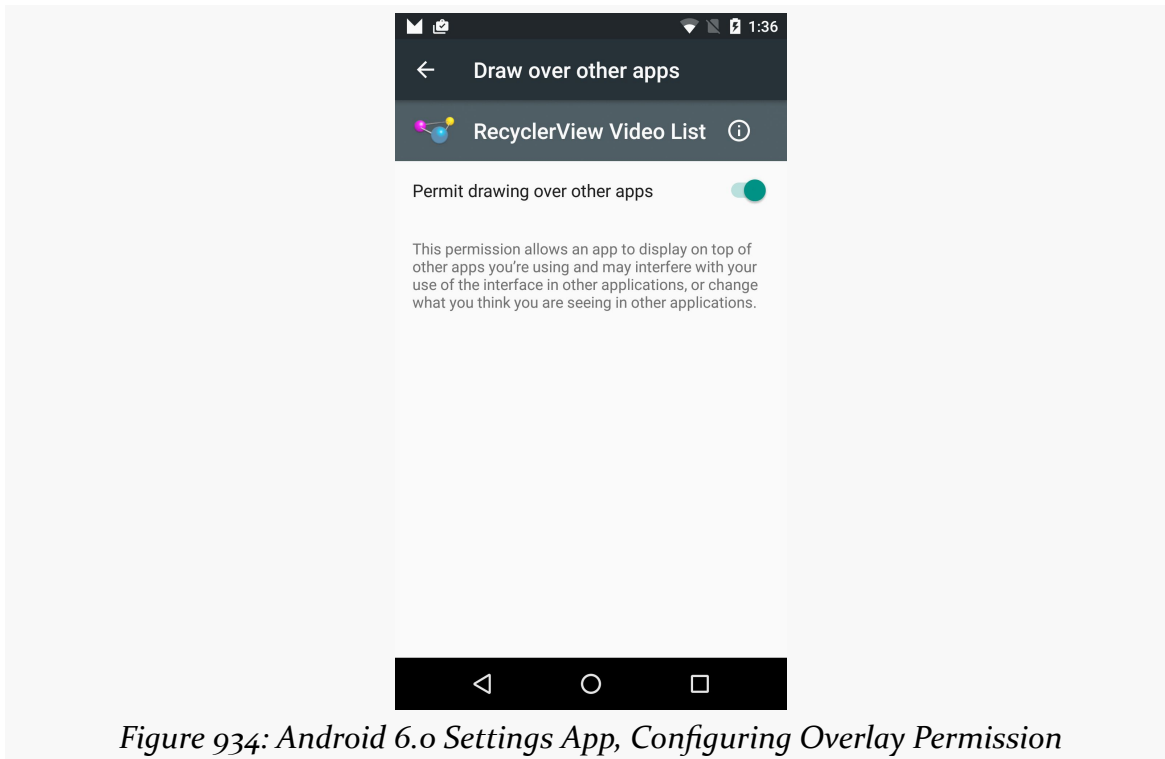 1:36
Draw over other apps
RecyclerView Video List
Permit drawing over other apps
This permission allows an app to display on top of
other apps you're using and may interfere with your
use of the interface in other applications, or change
what you think you are seeing in other applications.
Figure 934: Android 6.0 Settings App, Configuring Overlay Permission